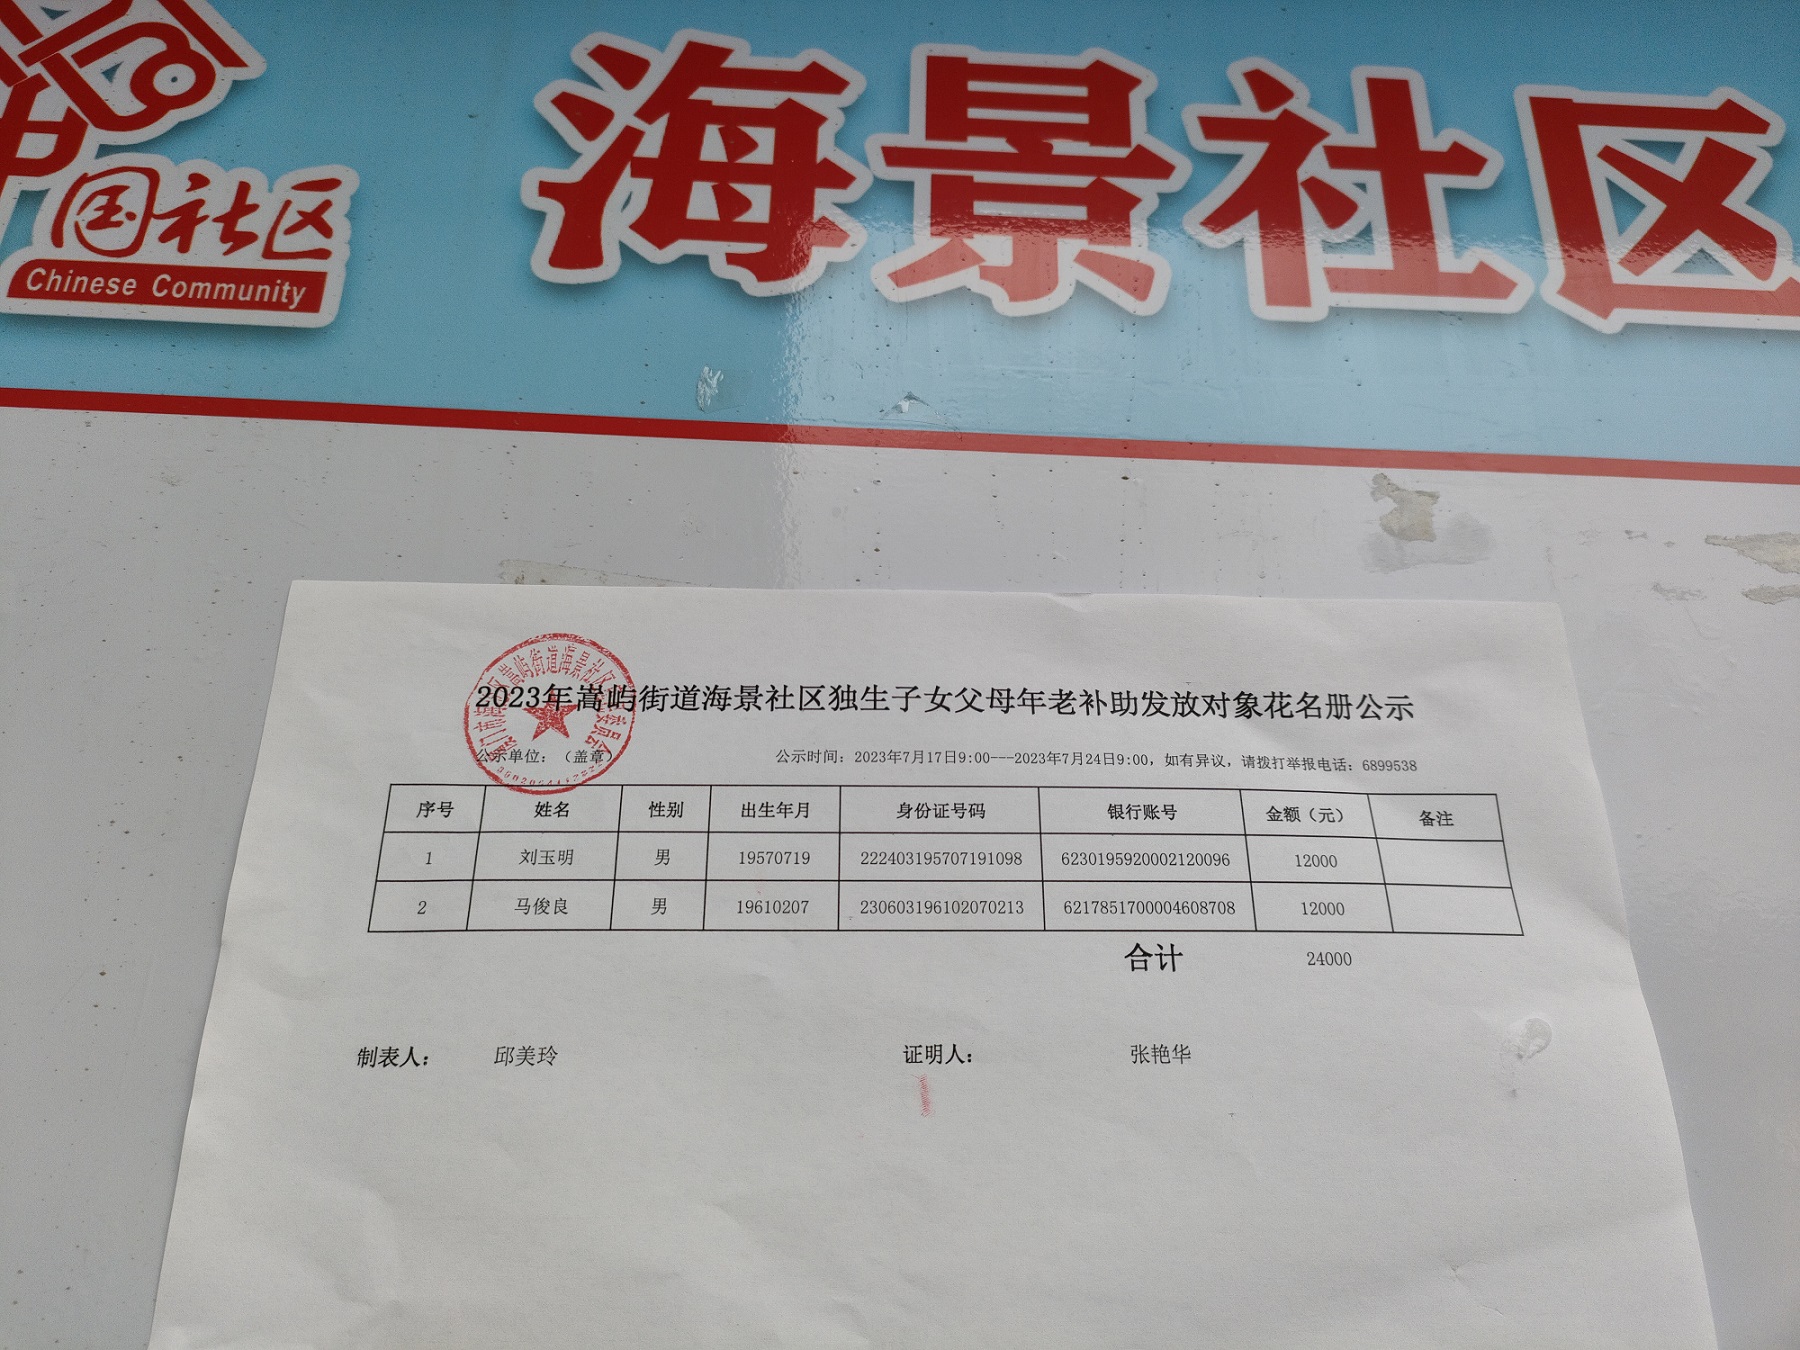 中
国社区
Chinese Community
海景社区
2023年嵩屿街道海景社区独生子女父母年老补助发放对象花名册公示
公示单位：（盖章） 公示时间：2023年7月17日9:00---2023年7月24日9:00，如有异议，请拨打举报电话：6899538
序号 姓名 性别 出生年月 身份证号码 银行账号 金额（元） 备注
1 刘玉明 男 19570719 222403195707191098 6230195920002120096 12000
2 马俊良 男 19610207 230603196102070213 6217851700004608708 12000
合计 24000
制表人： 邱美玲 证明人： 张艳华